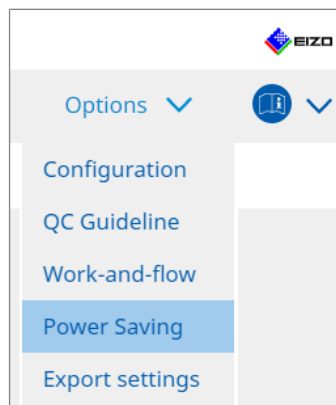 EIZO
Options
Configuration
QC Guideline
Work-and-flow
Power Saving
Export settings